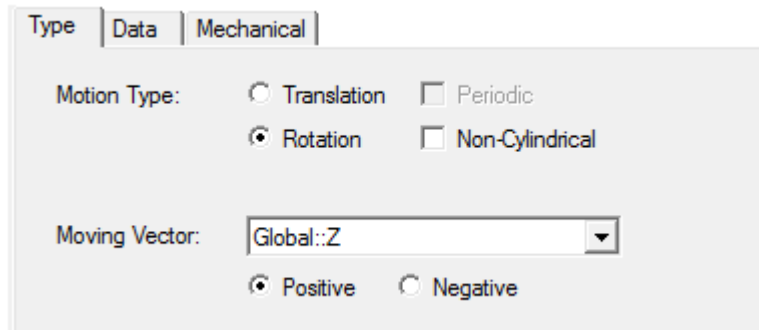 Type Data Mechanical
Motion Type: Translation Periodic
Rotation Non-Cylindrical
Moving Vector: Global::Z
Positive Negative